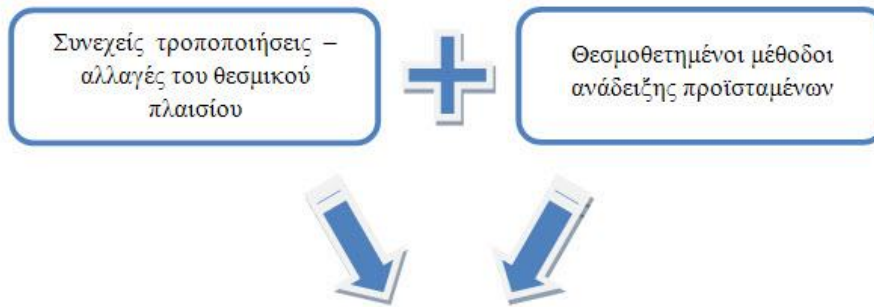 Συνεχείς τροποποιήσεις –
αλλαγές του θεσμικού
πλαισίου
Θεσμοθετημένοι μέθοδοι
ανάδειξης προϊσταμένων